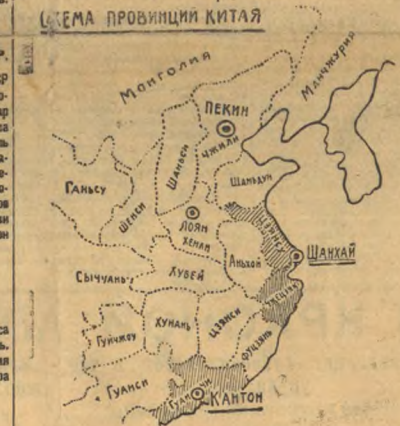 СХЕМА ПРОВИНЦИЙ КИТАЯ
МОНГОЛИЯ
МАНЧЖУРИЯ
ПЕКИН
ЧЖИЛИ
ШАНЬСИ
ШАНЬДУН
ГАНЬСУ
ШЕНСИ
ЛОЯН
ХЕНАН
ШАНХАЙ
АНЬХОЙ
СЫЧУАНЬ
ХУБЕЙ
ЧЖЕЦЗЯН
ХУНАНЬ
ЦЗЯНСИ
ГУЙЧЖОУ
ФУЦЗЯНЬ
ГУАНСИ
КАНТОН